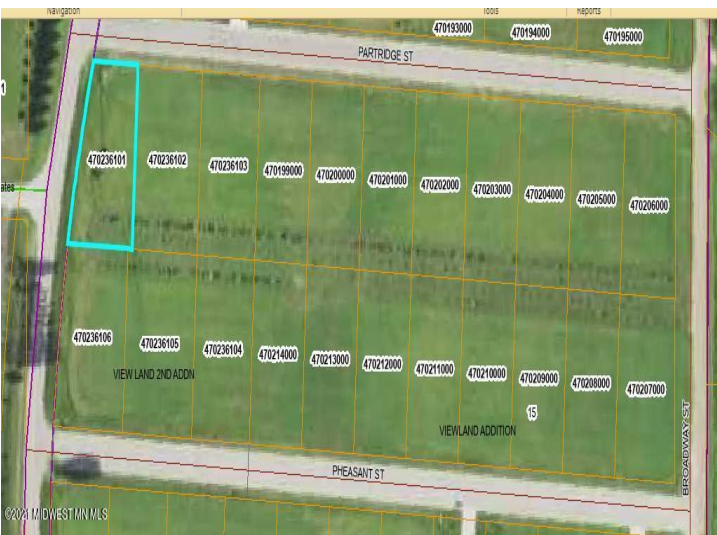 Navigation Tools Reports
470193000 470194000 470195000
PARTRIDGE ST
1
470236101 470236102 470236103 470199000 470200000 470201000 470202000 470203000 470204000 470205000 470206000
ates
470236106 470236105 470236104 470214000 470213000 470212000 470211000 470210000 470209000 470208000 470207000
VIEW LAND 2ND ADDN
15
VIEWLAND ADDITION
BROADWAY ST
PHEASANT ST
©2021 MIDWEST MN MLS